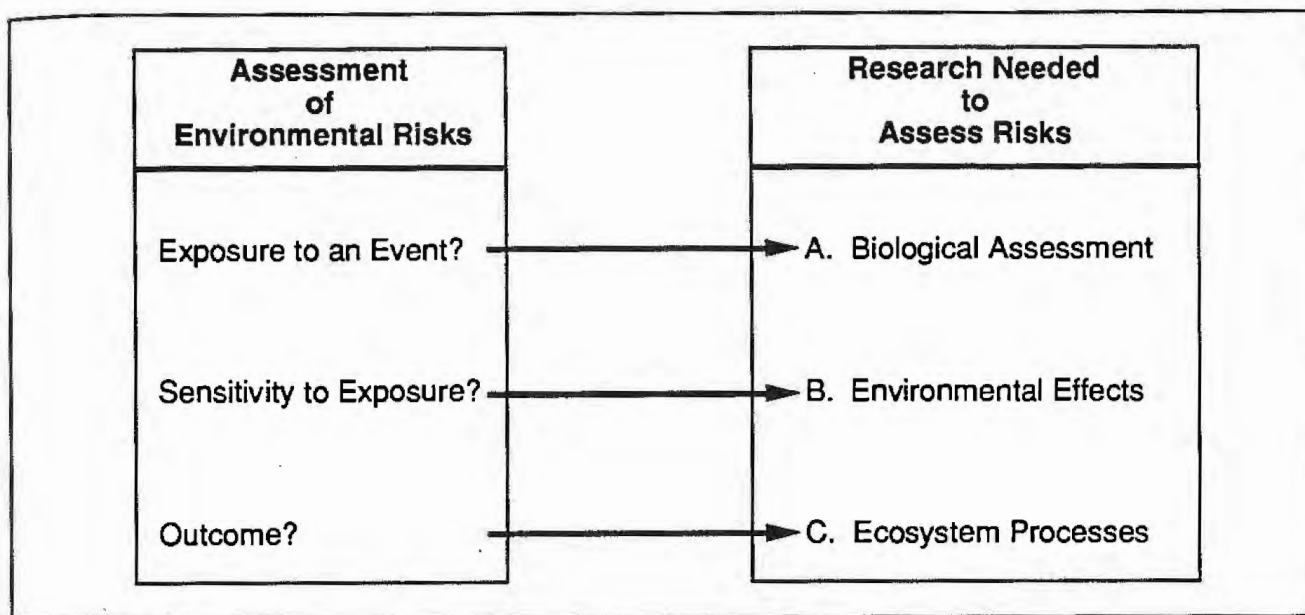 Assessment
of
Environmental Risks
Research Needed
to
Assess Risks
Exposure to an Event?
A. Biological Assessment
Sensitivity to Exposure?
B. Environmental Effects
Outcome?
C. Ecosystem Processes